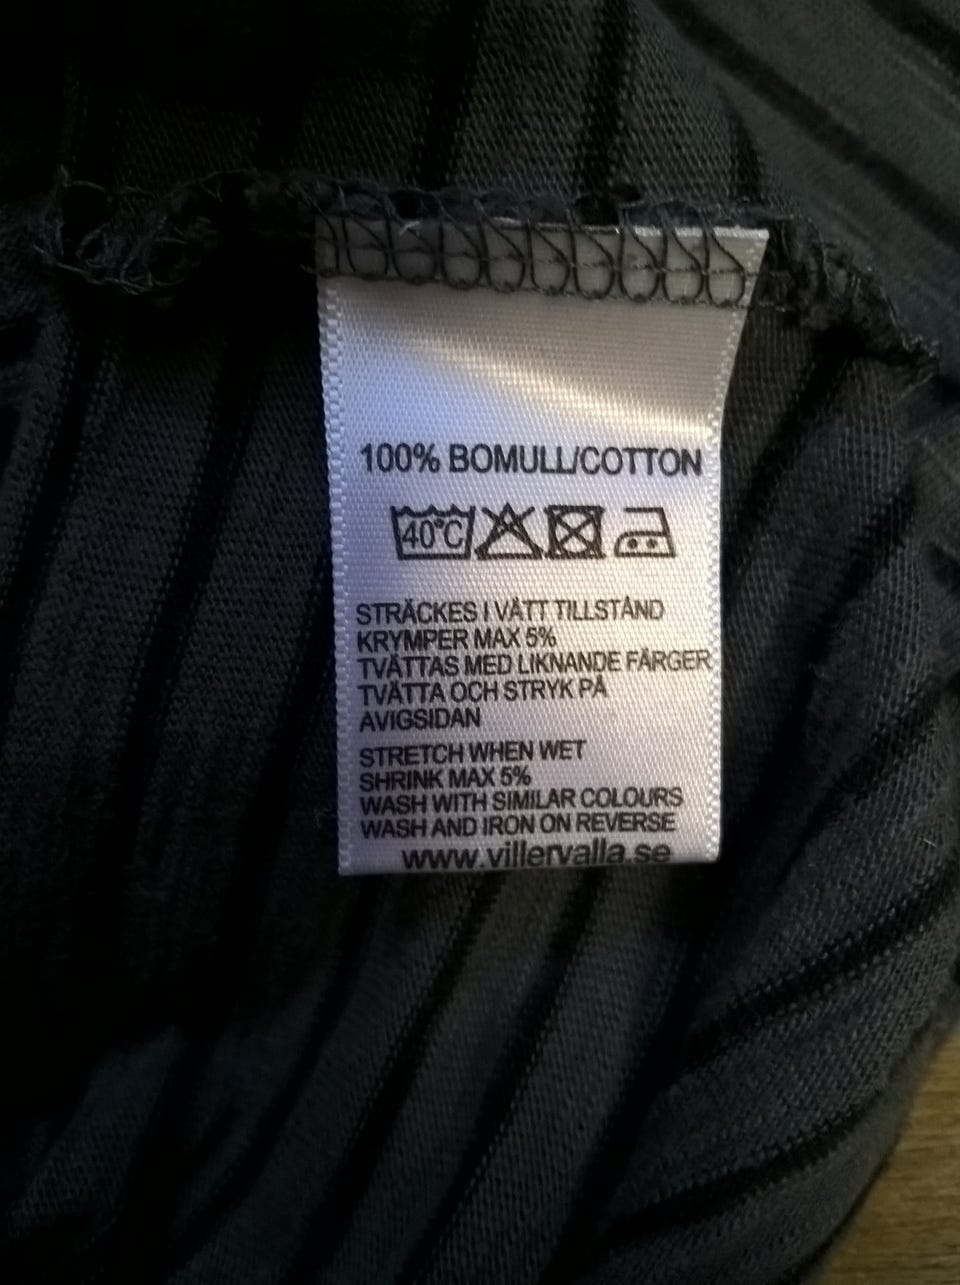 100% BOMULL/COTTON
40°C
STRÄCKES I VÅTT TILLSTÅND
KRYMPER MAX 5%
TVÄTTAS MED LIKNANDE FÄRGER
TVÄTTA OCH STRYK PÅ
AVIGSIDAN
STRETCH WHEN WET
SHRINK MAX 5%
WASH WITH SIMILAR COLOURS
WASH AND IRON ON REVERSE
www.villervalla.se